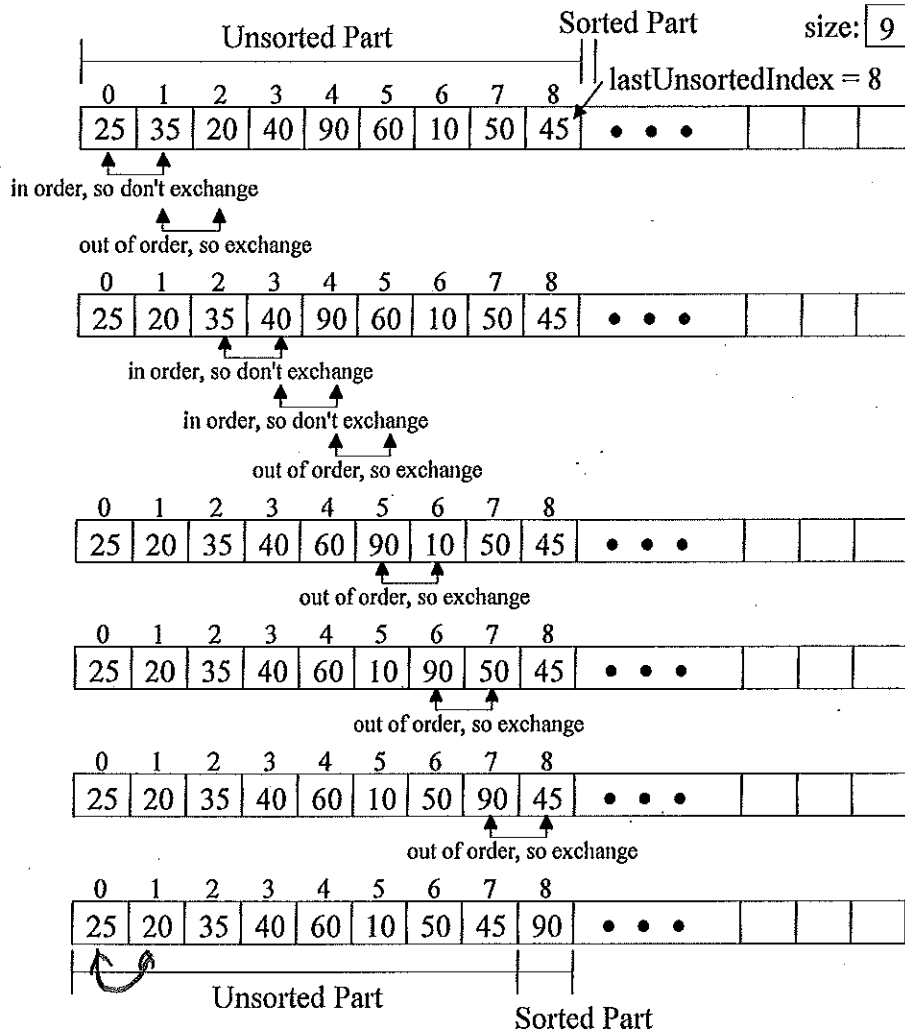 Unsorted Part Sorted Part size: 9
lastUnsortedIndex = 8
0 1 2 3 4 5 6 7 8
25 35 20 40 90 60 10 50 45 • • •
in order, so don't exchange
out of order, so exchange
0 1 2 3 4 5 6 7 8
25 20 35 40 90 60 10 50 45 • • •
in order, so don't exchange
in order, so don't exchange
out of order, so exchange
0 1 2 3 4 5 6 7 8
25 20 35 40 60 90 10 50 45 • • •
out of order, so exchange
0 1 2 3 4 5 6 7 8
25 20 35 40 60 10 90 50 45 • • •
out of order, so exchange
0 1 2 3 4 5 6 7 8
25 20 35 40 60 10 50 90 45 • • •
out of order, so exchange
0 1 2 3 4 5 6 7 8
25 20 35 40 60 10 50 45 90 • • •
Unsorted Part
Sorted Part